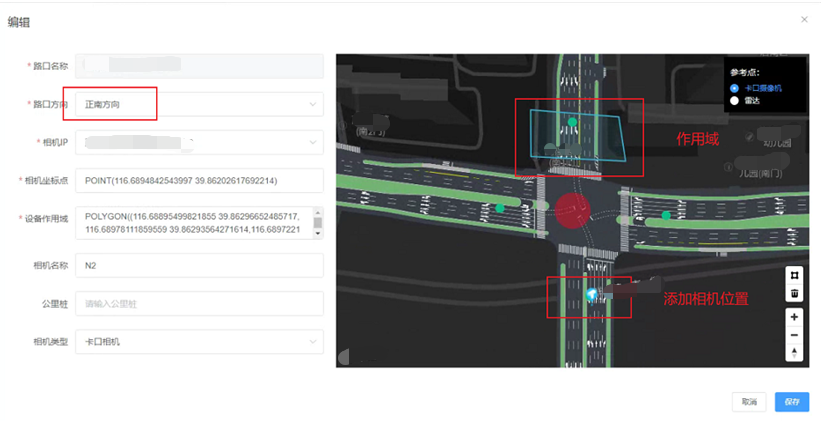 编辑
×
* 路口名称
* 路口方向 正南方向
* 相机IP
* 相机坐标点 POINT(116.6894842543997 39.86202617692214)
* 设备作用域 POLYGON((116.68895499821855 39.86296652485717,
116.68978111859559 39.86293564271614,116.6897221
相机名称 N2
公里桩 请输入公里桩
相机类型 卡口相机
参考点:
卡口摄像机
雷达
作用域
幼儿园
儿园(南门)
添加相机位置
取消 保存